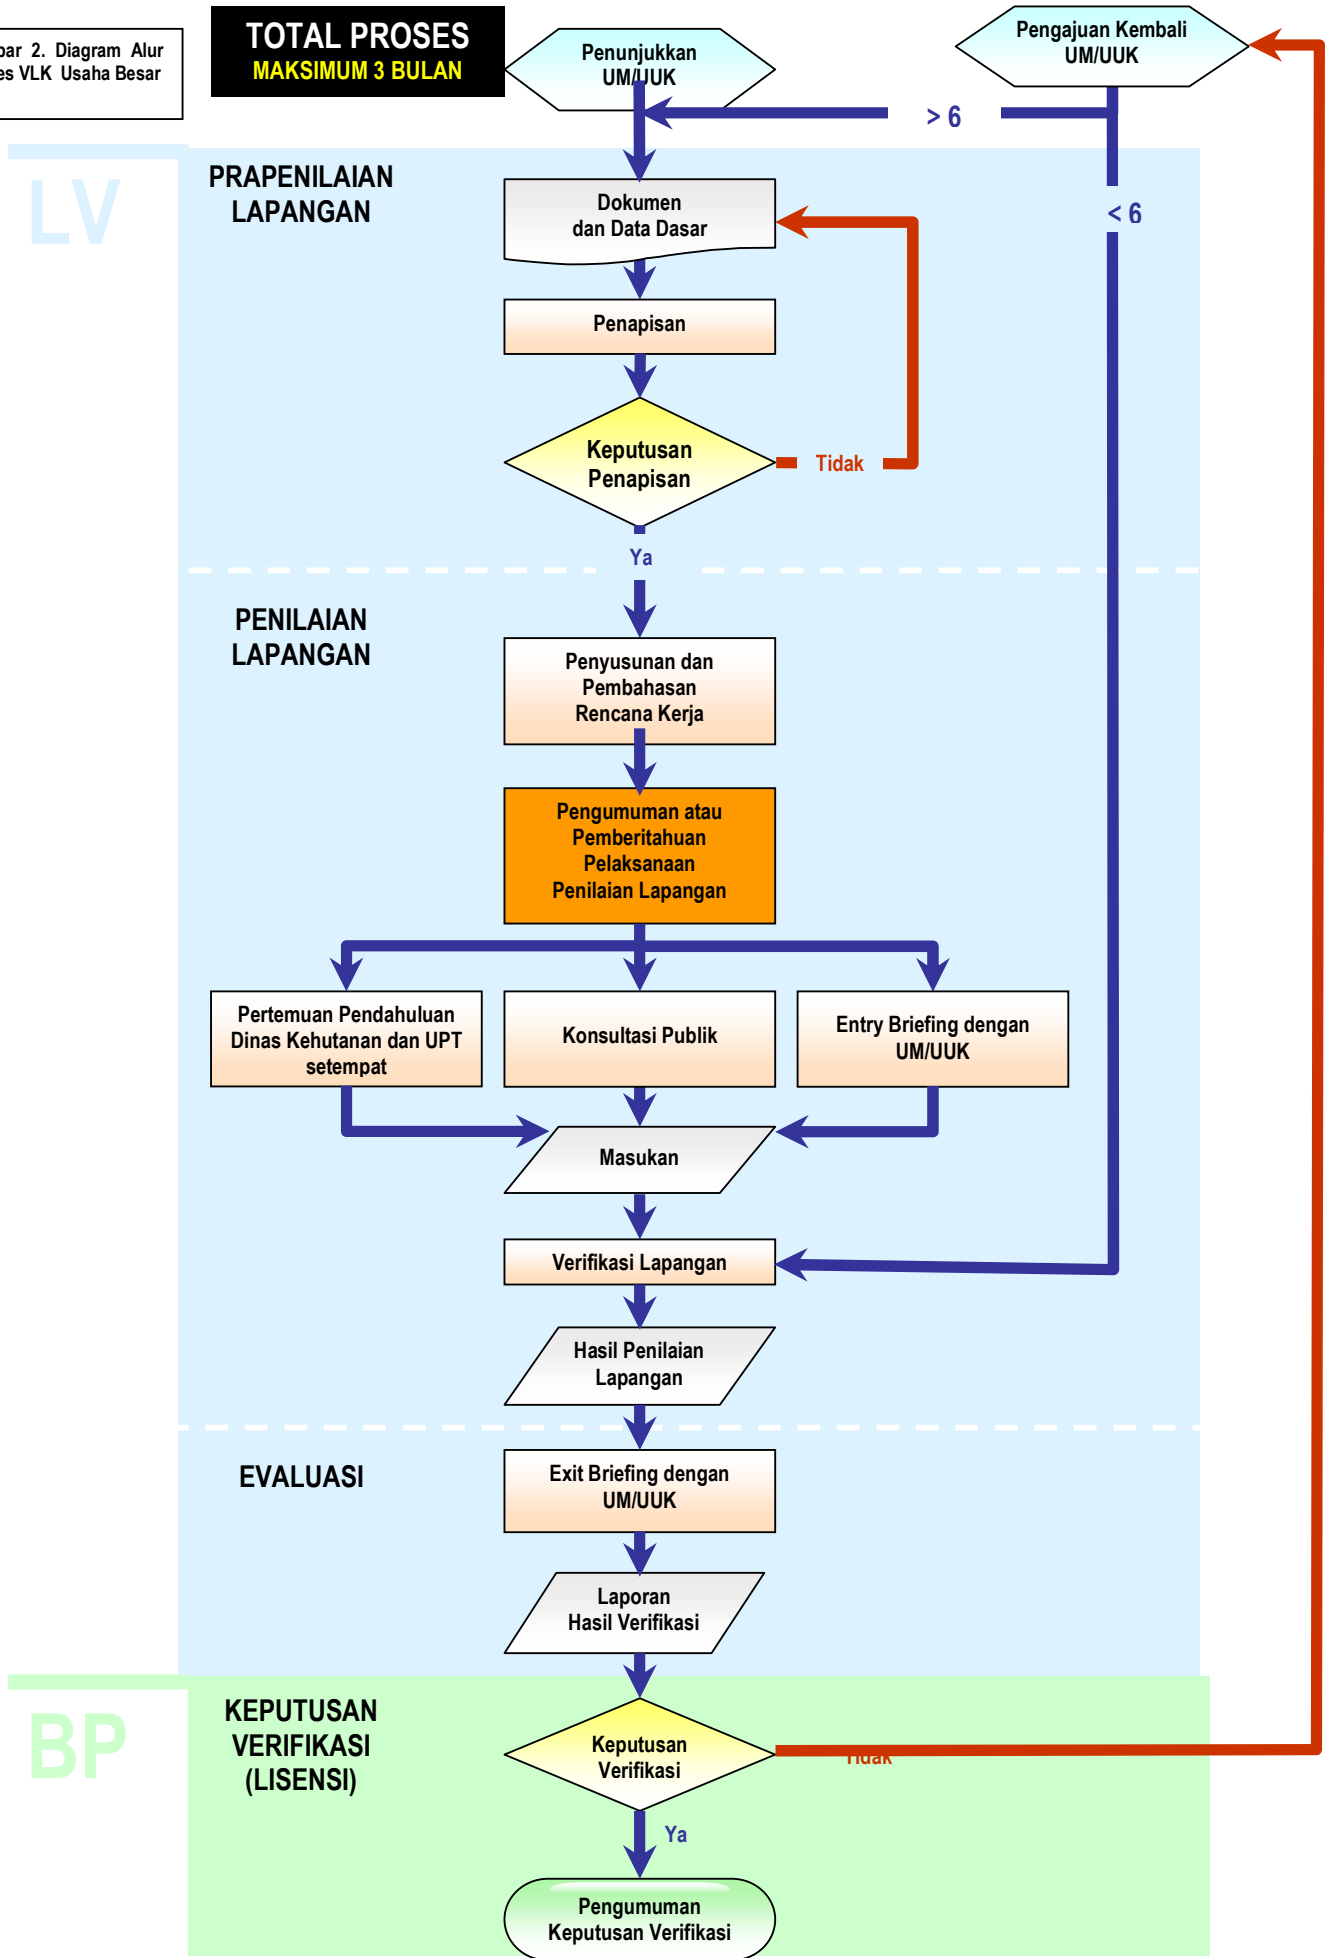 bar 2. Diagram Alur
es VLK Usaha Besar
TOTAL PROSES
MAKSIMUM 3 BULAN
Penunjukkan
UM/UUK
Pengajuan Kembali
UM/UUK
> 6
< 6
LV
PRAPENILAIAN
LAPANGAN
Dokumen
dan Data Dasar
Penapisan
Keputusan
Penapisan
Tidak
Ya
PENILAIAN
LAPANGAN
Penyusunan dan
Pembahasan
Rencana Kerja
Pengumuman atau
Pemberitahuan
Pelaksanaan
Penilaian Lapangan
Pertemuan Pendahuluan
Dinas Kehutanan dan UPT
setempat
Konsultasi Publik
Entry Briefing dengan
UM/UUK
Masukan
Verifikasi Lapangan
Hasil Penilaian
Lapangan
EVALUASI
Exit Briefing dengan
UM/UUK
Laporan
Hasil Verifikasi
BP
KEPUTUSAN
VERIFIKASI
(LISENSI)
Keputusan
Verifikasi
Tidak
Ya
Pengumuman
Keputusan Verifikasi